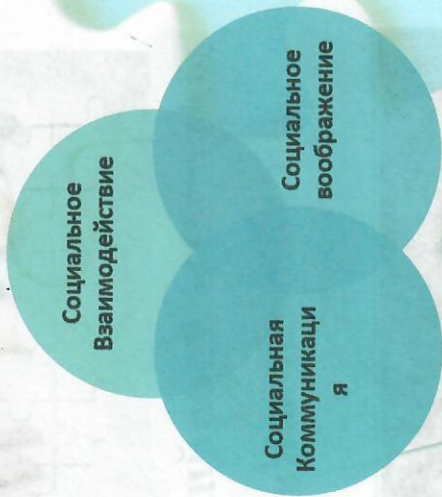 Социальное
Взаимодействие
Социальная
Коммуникаци
я
Социальное
воображение